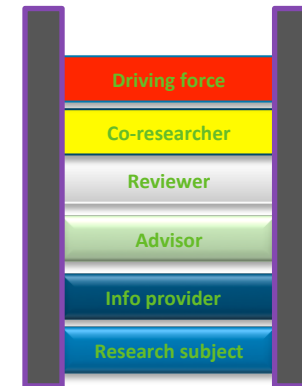 Driving force
Co-researcher
Reviewer
Advisor
Info provider
Research subject